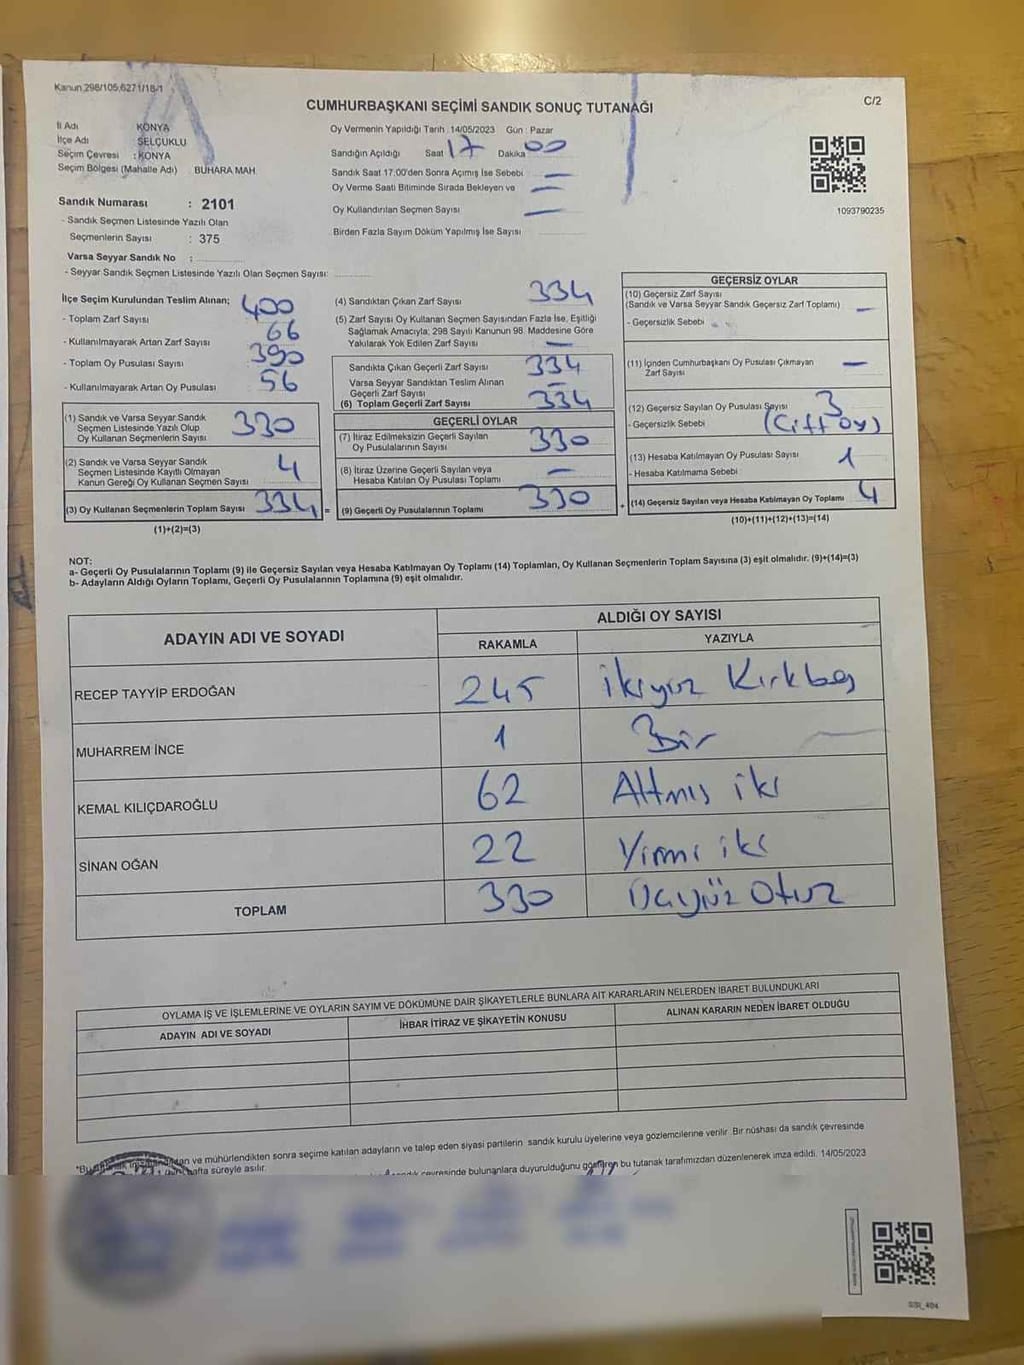 Kanun 298/105,6271/18-1
CUMHURBAŞKANI SEÇİMİ SANDIK SONUÇ TUTANAĞI
C/2
İl Adı KONYA
İlçe Adı SELÇUKLU
Seçim Çevresi : KONYA
Seçim Bölgesi (Mahalle Adı) BUHARA MAH.
Oy Vermenin Yapıldığı Tarih : 14/05/2023 Gün : Pazar
Sandığın Açıldığı Saat 17 Dakika 00
Sandık Saat 17:00'den Sonra Açımış İse Sebebi —
Oy Verme Saati Bitiminde Sırada Bekleyen ve —
Oy Kullandırılan Seçmen Sayısı —
Birden Fazla Sayım Döküm Yapılmış İse Sayısı
1093790235
Sandık Numarası : 2101
- Sandık Seçmen Listesinde Yazılı Olan
Seçmenlerin Sayısı : 375
Varsa Seyyar Sandık No :
- Seyyar Sandık Seçmen Listesinde Yazılı Olan Seçmen Sayısı:
İlçe Seçim Kurulundan Teslim Alınan;
- Toplam Zarf Sayısı 400
- Kullanılmayarak Artan Zarf Sayısı 66
- Toplam Oy Pusulası Sayısı 390
- Kullanılmayarak Artan Oy Pusulası 56
(1) Sandık ve Varsa Seyyar Sandık
Seçmen Listesinde Yazılı Olup
Oy Kullanan Seçmenlerin Sayısı 330
(2) Sandık ve Varsa Seyyar Sandık
Seçmen Listesinde Kayıtlı Olmayan
Kanun Gereği Oy Kullanan Seçmen Sayısı 4
(3) Oy Kullanan Seçmenlerin Toplam Sayısı 334 =
(1)+(2)=(3)
(4) Sandıktan Çıkan Zarf Sayısı 334
(5) Zarf Sayısı Oy Kullanan Seçmen Sayısından Fazla İse, Eşitliği
Sağlamak Amacıyla; 298 Sayılı Kanunun 98. Maddesine Göre
Yakılarak Yok Edilen Zarf Sayısı —
Sandıkta Çıkan Geçerli Zarf Sayısı 334
Varsa Seyyar Sandıktan Teslim Alınan
Geçerli Zarf Sayısı —
(6) Toplam Geçerli Zarf Sayısı 334
GEÇERLİ OYLAR
(7) İtiraz Edilmeksizin Geçerli Sayılan
Oy Pusulalarının Sayısı 330
(8) İtiraz Üzerine Geçerli Sayılan veya
Hesaba Katılan Oy Pusulası Toplamı —
(9) Geçerli Oy Pusulalarının Toplamı 330 +
GEÇERSİZ OYLAR
(10) Geçersiz Zarf Sayısı
(Sandık ve Varsa Seyyar Sandık Geçersiz Zarf Toplamı) —
- Geçersizlik Sebebi
(11) İçinden Cumhurbaşkanı Oy Pusulası Çıkmayan
Zarf Sayısı —
(12) Geçersiz Sayılan Oy Pusulası Sayısı 3
- Geçersizlik Sebebi (Çift Oy)
(13) Hesaba Katılmayan Oy Pusulası Sayısı 1
- Hesaba Katılmama Sebebi
(14) Geçersiz Sayılan veya Hesaba Katılmayan Oy Toplamı 4
(10)+(11)+(12)+(13)=(14)
NOT:
a- Geçerli Oy Pusulalarının Toplamı (9) ile Geçersiz Sayılan veya Hesaba Katılmayan Oy Toplamı (14) Toplamları, Oy Kullanan Seçmenlerin Toplam Sayısına (3) eşit olmalıdır. (9)+(14)=(3)
b- Adayların Aldığı Oyların Toplamı, Geçerli Oy Pusulalarının Toplamına (9) eşit olmalıdır.
ADAYIN ADI VE SOYADI
ALDIĞI OY SAYISI
RAKAMLA YAZIYLA
RECEP TAYYİP ERDOĞAN 245 ikiyüz Kırkbeş
MUHARREM İNCE 1 Bir
KEMAL KILIÇDAROĞLU 62 Altmış iki
SİNAN OĞAN 22 Yirmi iki
TOPLAM 330 Üçyüz Otuz
OYLAMA İŞ VE İŞLEMLERİNE VE OYLARIN SAYIM VE DÖKÜMÜNE DAİR ŞİKAYETLERLE BUNLARA AİT KARARLARIN NELERDEN İBARET BULUNDUKLARI
ADAYIN ADI VE SOYADI İHBAR İTİRAZ VE ŞİKAYETİN KONUSU ALINAN KARARIN NEDEN İBARET OLDUĞU
ve mühürlendikten sonra seçime katılan adayların ve talep eden siyasi partilerin sandık kurulu üyelerine veya gözlemcilerine verilir. Bir nüshası da sandık çevresinde
hafta süreyle asılır.
çevresinde bulunanlara duyurulduğunu gösteren bu tutanak tarafımızdan düzenlenerek imza edildi. 14/05/2023